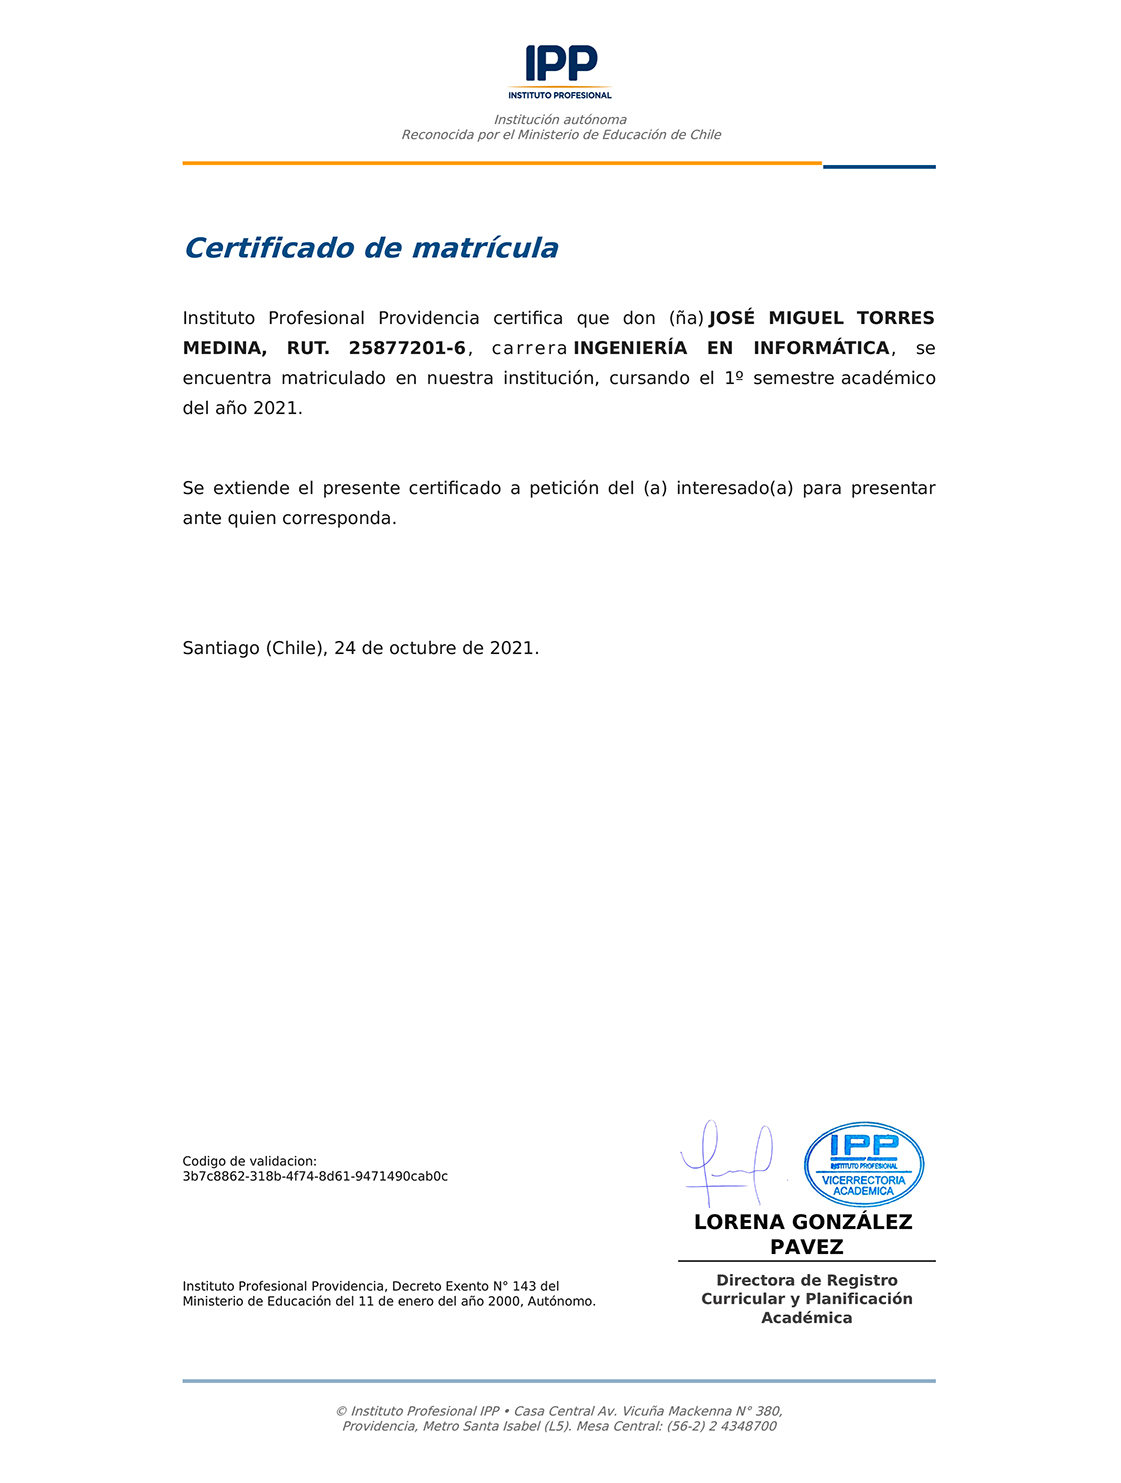 IPP
INSTITUTO PROFESIONAL
Institución autónoma
Reconocida por el Ministerio de Educación de Chile
Certificado de matrícula
Instituto Profesional Providencia certifica que don (ña) JOSÉ MIGUEL TORRES
MEDINA, RUT. 25877201-6, carrera INGENIERÍA EN INFORMÁTICA, se
encuentra matriculado en nuestra institución, cursando el 1º semestre académico
del año 2021.
Se extiende el presente certificado a petición del (a) interesado(a) para presentar
ante quien corresponda.
Santiago (Chile), 24 de octubre de 2021.
Codigo de validacion:
3b7c8862-318b-4f74-8d61-9471490cab0c
IPP
INSTITUTO PROFESIONAL
VICERRECTORIA
ACADEMICA
LORENA GONZÁLEZ
PAVEZ
Directora de Registro
Curricular y Planificación
Académica
Instituto Profesional Providencia, Decreto Exento N° 143 del
Ministerio de Educación del 11 de enero del año 2000, Autónomo.
© Instituto Profesional IPP • Casa Central Av. Vicuña Mackenna N° 380,
Providencia, Metro Santa Isabel (L5). Mesa Central: (56-2) 2 4348700